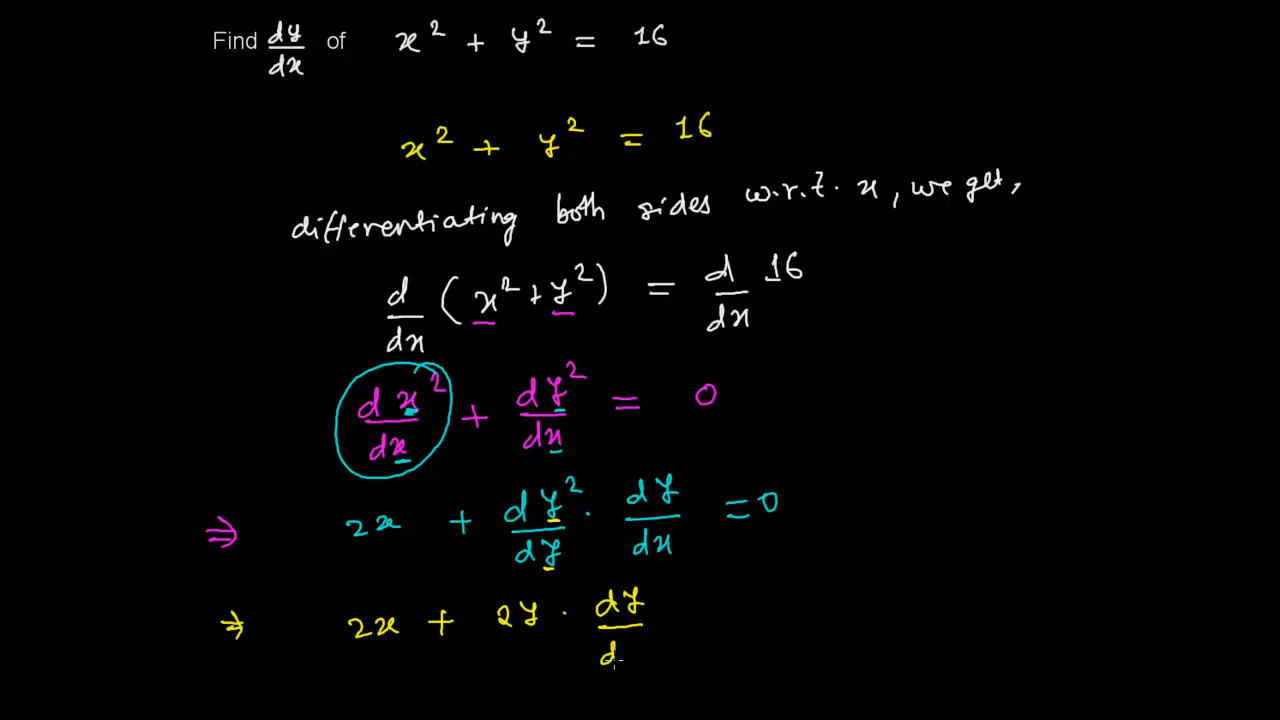 Find dy/dx of x² + y² = 16
x² + y² = 16
differentiating both sides w.r.t. x, we get,
d/dx (x² + y²) = d/dx 16
dx²/dx + dy²/dx = 0
⇒ 2x + dy²/dy · dy/dx = 0
⇒ 2x + 2y · dy/d